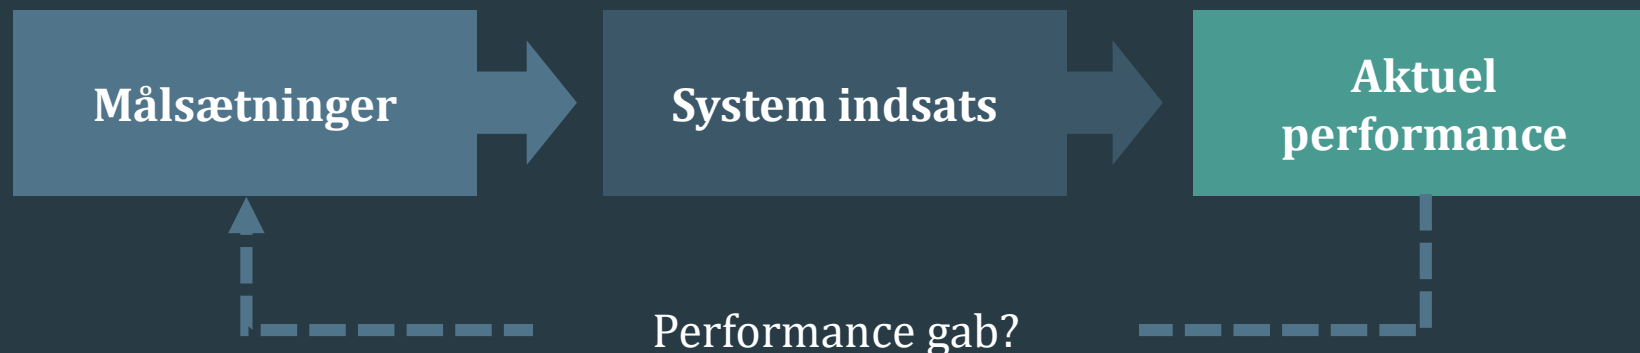 Målsætninger
System indsats
Aktuel
performance
Performance gab?